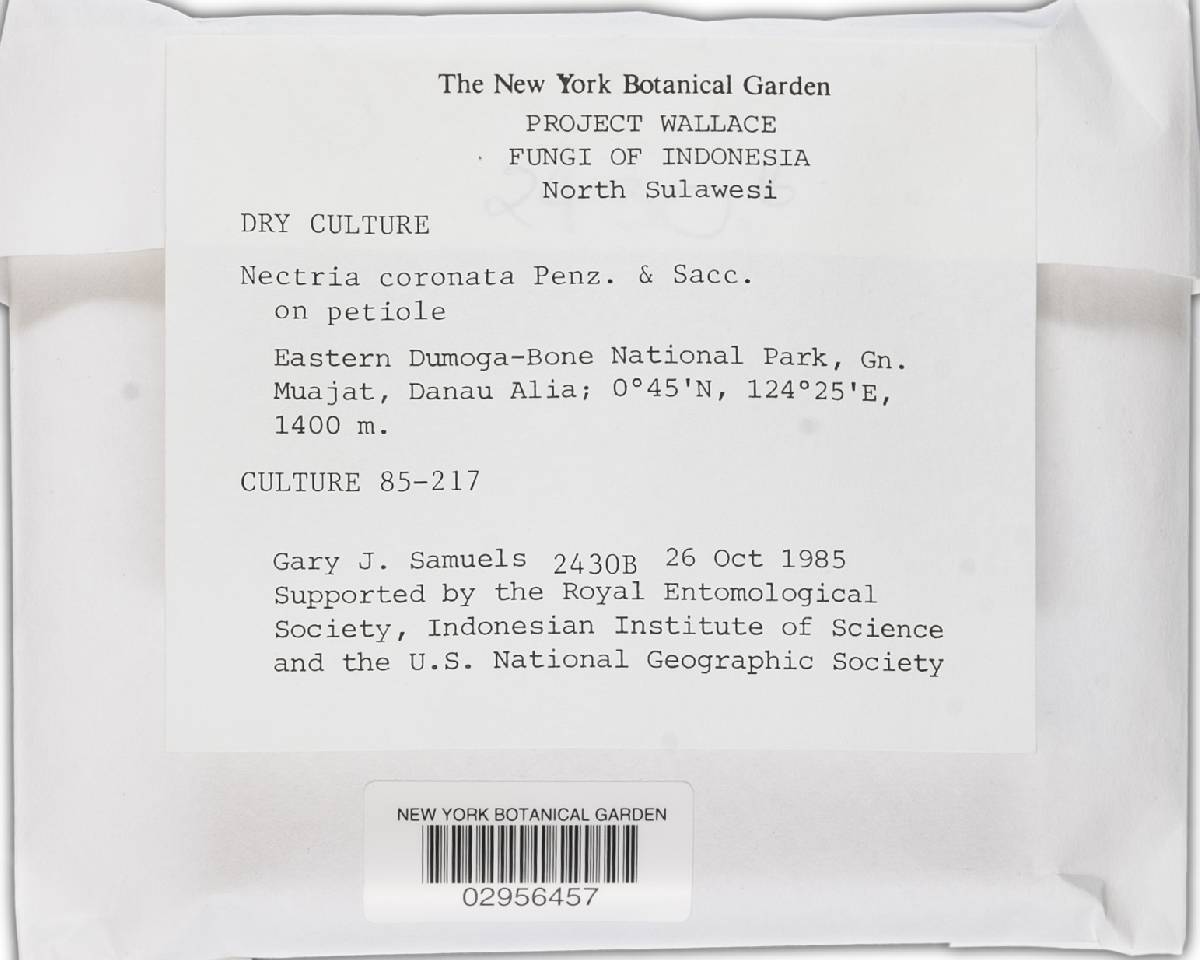 The New York Botanical Garden
PROJECT WALLACE
FUNGI OF INDONESIA
North Sulawesi
DRY CULTURE
Nectria coronata Penz. & Sacc.
on petiole
Eastern Dumoga-Bone National Park, Gn.
Muajat, Danau Alia; 0°45'N, 124°25'E,
1400 m.
CULTURE 85-217
Gary J. Samuels 2430B 26 Oct 1985
Supported by the Royal Entomological
Society, Indonesian Institute of Science
and the U.S. National Geographic Society
NEW YORK BOTANICAL GARDEN
02956457